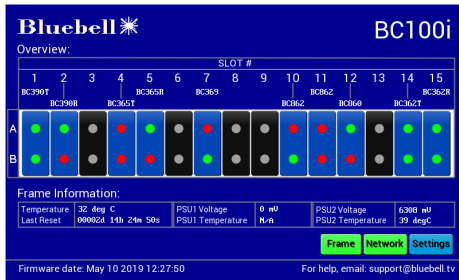 Bluebell
BC100i
Overview:
SLOT #
1 2 3 4 5 6 7 8 9 10 11 12 13 14 15
BC390T BC365R BC369 BC862 BC362R
BC390R BC365T BC862 BC860 BC362T
A
B
Frame Information:
Temperature 32 deg C PSU1 Voltage 0 mV PSU2 Voltage 6308 mV
Last Reset 00002d 14h 24m 50s PSU1 Temperature N/A PSU2 Temperature 39 degC
Frame Network Settings
Firmware date: May 10 2019 12:27:50 For help, email: support@bluebell.tv